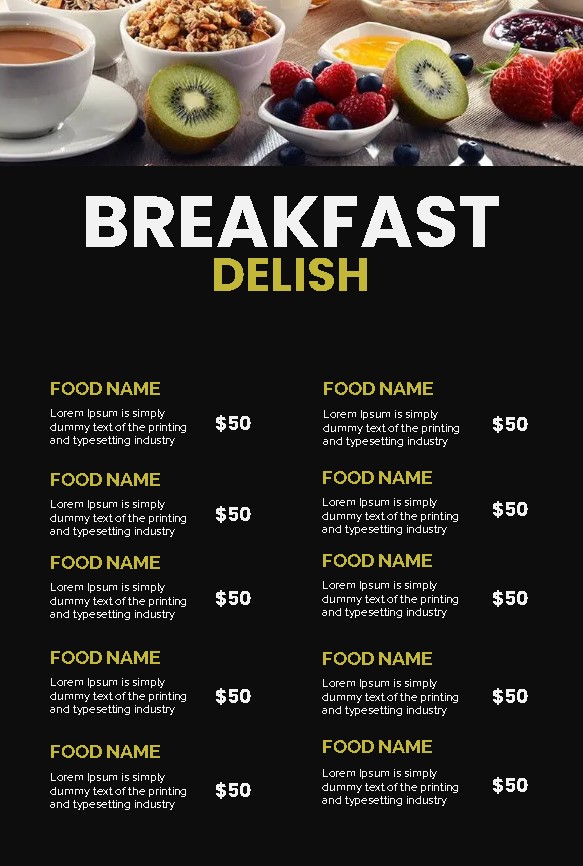 BREAKFAST
DELISH
FOOD NAME
Lorem Ipsum is simply
dummy text of the printing
and typesetting industry
$50
FOOD NAME
Lorem Ipsum is simply
dummy text of the printing
and typesetting industry
$50
FOOD NAME
Lorem Ipsum is simply
dummy text of the printing
and typesetting industry
$50
FOOD NAME
Lorem Ipsum is simply
dummy text of the printing
and typesetting industry
$50
FOOD NAME
Lorem Ipsum is simply
dummy text of the printing
and typesetting industry
$50
FOOD NAME
Lorem Ipsum is simply
dummy text of the printing
and typesetting industry
$50
FOOD NAME
Lorem Ipsum is simply
dummy text of the printing
and typesetting industry
$50
FOOD NAME
Lorem Ipsum is simply
dummy text of the printing
and typesetting industry
$50
FOOD NAME
Lorem Ipsum is simply
dummy text of the printing
and typesetting industry
$50
FOOD NAME
Lorem Ipsum is simply
dummy text of the printing
and typesetting industry
$50